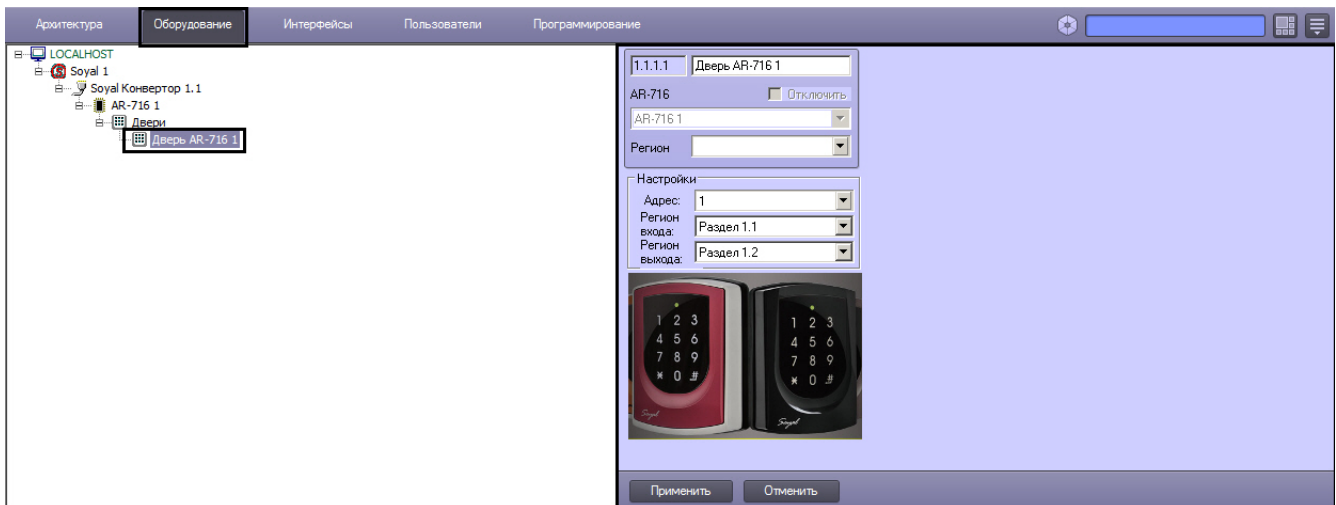 Архитектура Оборудование Интерфейсы Пользователи Программирование
LOCALHOST
Soyal 1
Soyal Конвертор 1.1
AR-716 1
Двери
Дверь AR-716 1
1.1.1.1 Дверь AR-716 1
AR-716 Отключить
AR-716 1
Регион
Настройки
Адрес: 1
Регион входа: Раздел 1.1
Регион выхода: Раздел 1.2
1 2 3 1 2 3
4 5 6 4 5 6
7 8 9 7 8 9
* 0 # * 0 #
Soyal Soyal
Применить Отменить